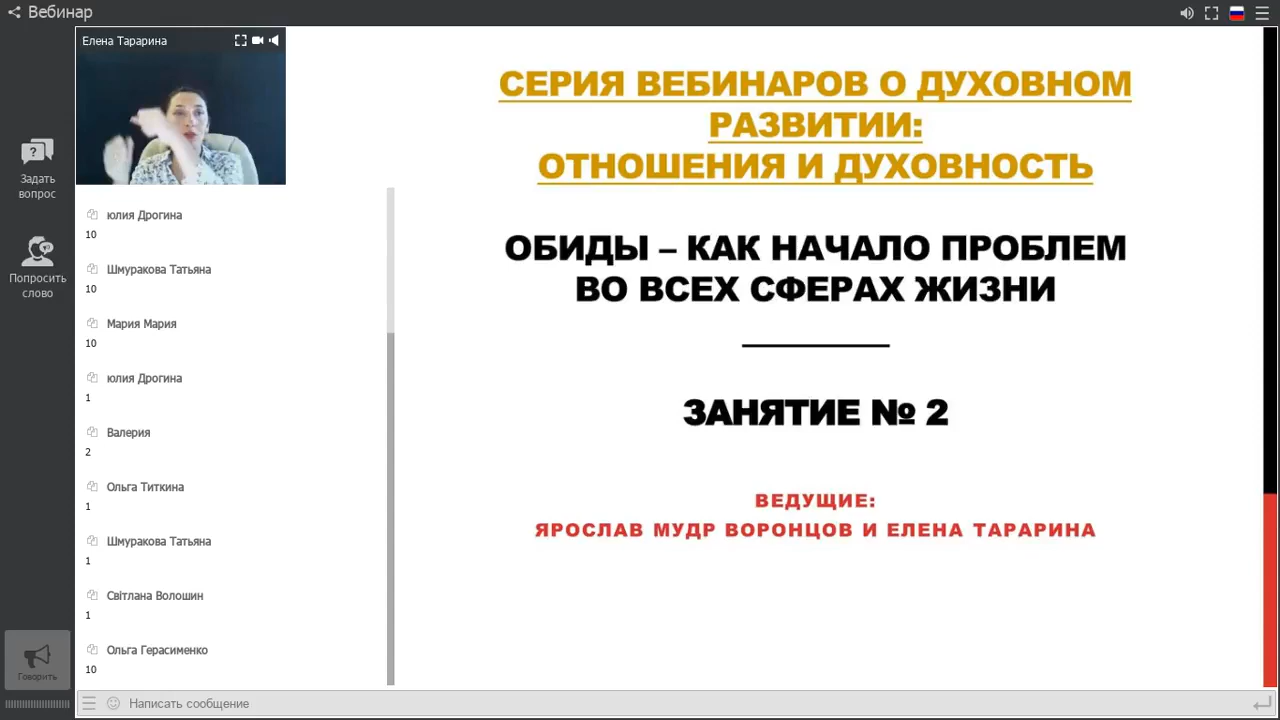 Вебинар
Елена Тарарина
Задать
вопрос
Попросить
слово
Говорить
юлия Дрогина
10
Шмуракова Татьяна
10
Мария Мария
10
юлия Дрогина
1
Валерия
2
Ольга Титкина
1
Шмуракова Татьяна
1
Світлана Волошин
1
Ольга Герасименко
10
Написать сообщение
СЕРИЯ ВЕБИНАРОВ О ДУХОВНОМ
РАЗВИТИИ:
ОТНОШЕНИЯ И ДУХОВНОСТЬ
ОБИДЫ – КАК НАЧАЛО ПРОБЛЕМ
ВО ВСЕХ СФЕРАХ ЖИЗНИ
ЗАНЯТИЕ № 2
ВЕДУЩИЕ:
ЯРОСЛАВ МУДР ВОРОНЦОВ И ЕЛЕНА ТАРАРИНА